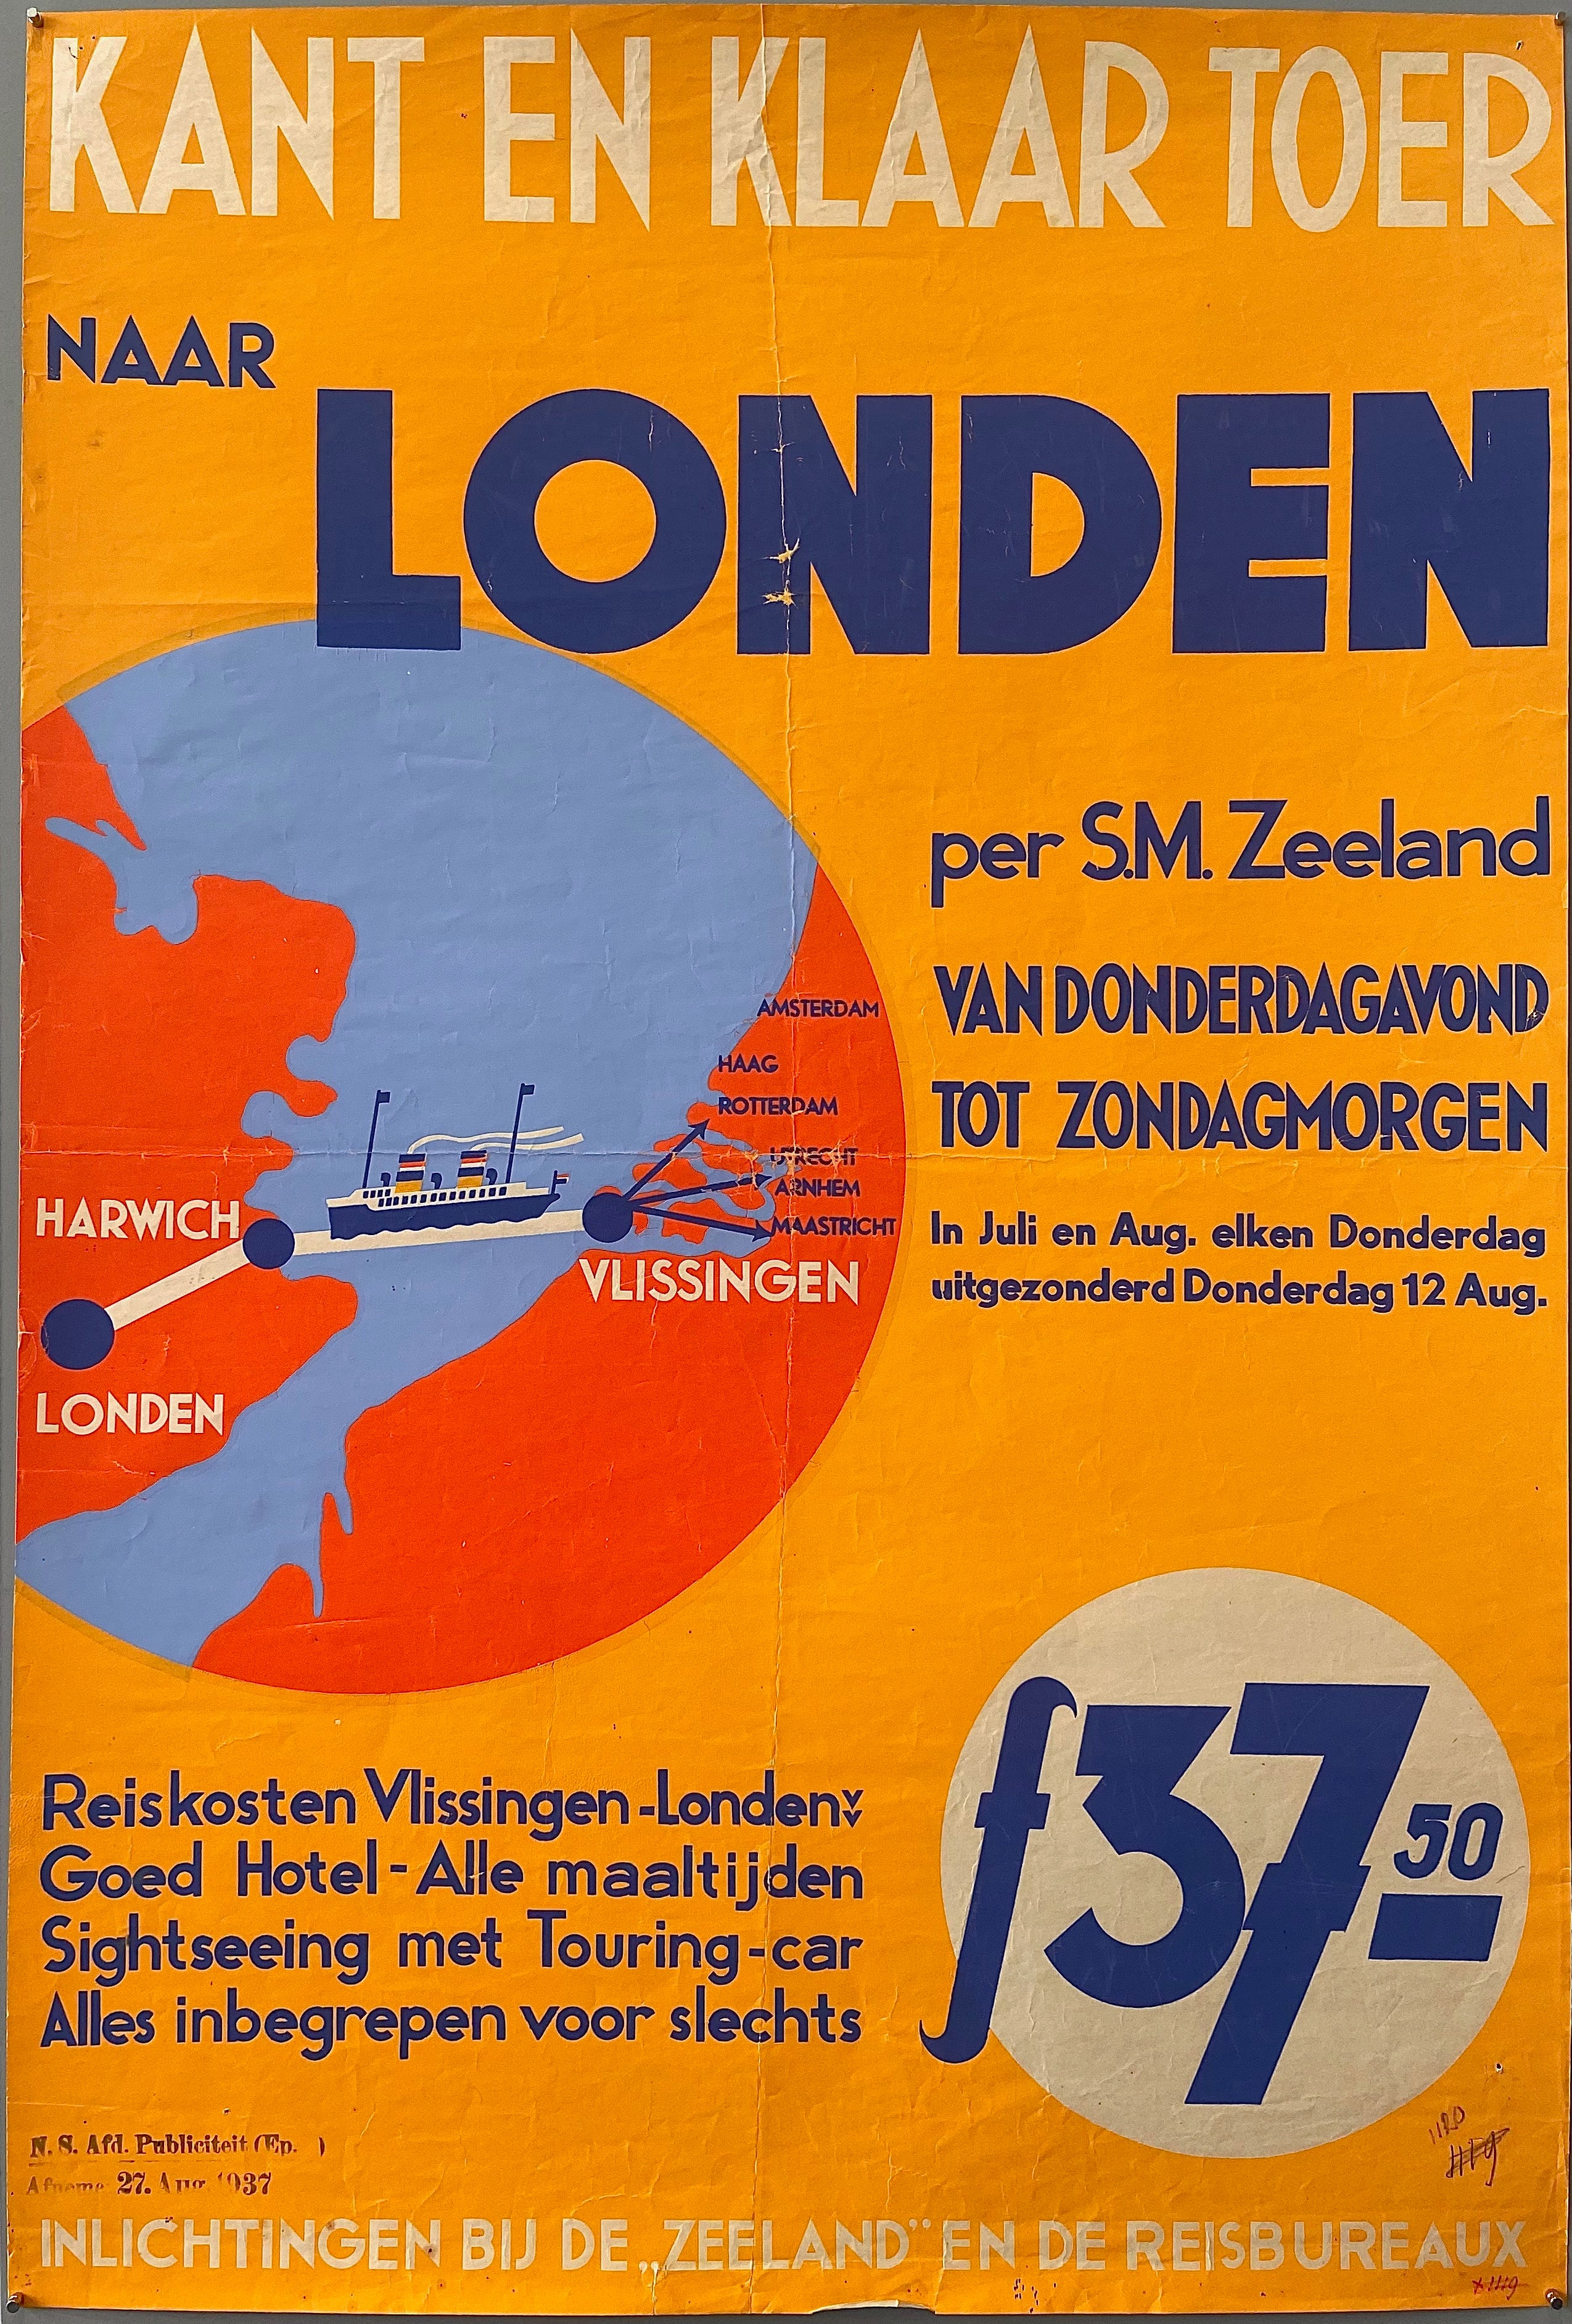 KANT EN KLAAR TOER
NAAR
LONDEN
per S.M. Zeeland
VAN DONDERDAGAVOND
TOT ZONDAGMORGEN
In Juli en Aug. elken Donderdag
uitgezonderd Donderdag 12 Aug.
AMSTERDAM
HAAG
ROTTERDAM
UTRECHT
ARNHEM
MAASTRICHT
HARWICH
VLISSINGEN
LONDEN
Reiskosten Vlissingen-Londen v.v.
Goed Hotel - Alle maaltijden
Sightseeing met Touring-car
Alles inbegrepen voor slechts
f 37 50
N. S. Afd. Publiciteit (Ep. )
27. Aug. 1937
INLICHTINGEN BIJ DE „ZEELAND” EN DE REISBUREAUX